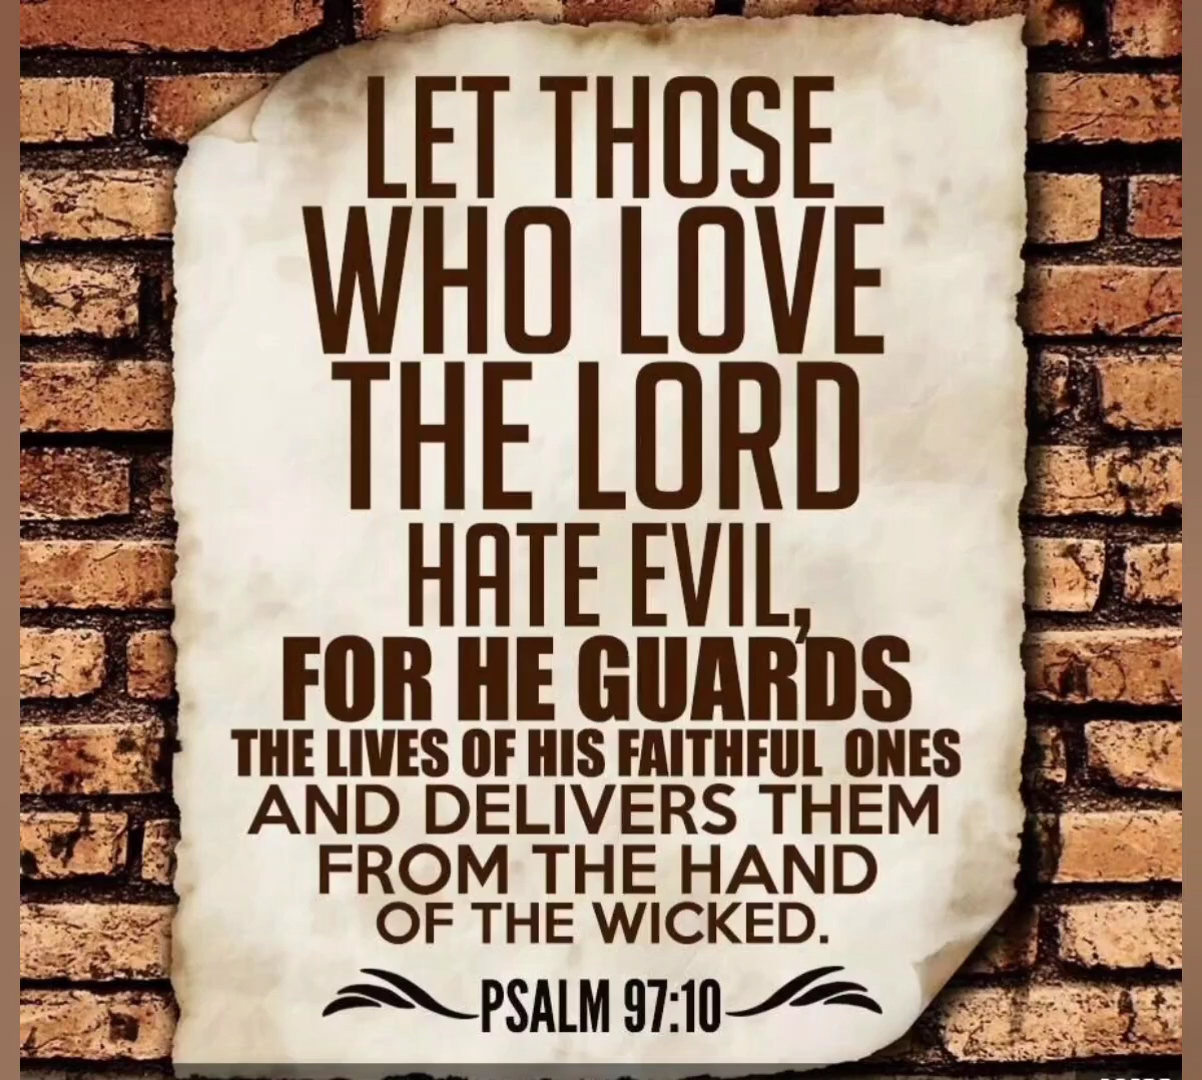 LET THOSE
WHO LOVE
THE LORD
HATE EVIL,
FOR HE GUARDS
THE LIVES OF HIS FAITHFUL ONES
AND DELIVERS THEM
FROM THE HAND
OF THE WICKED.
PSALM 97:10